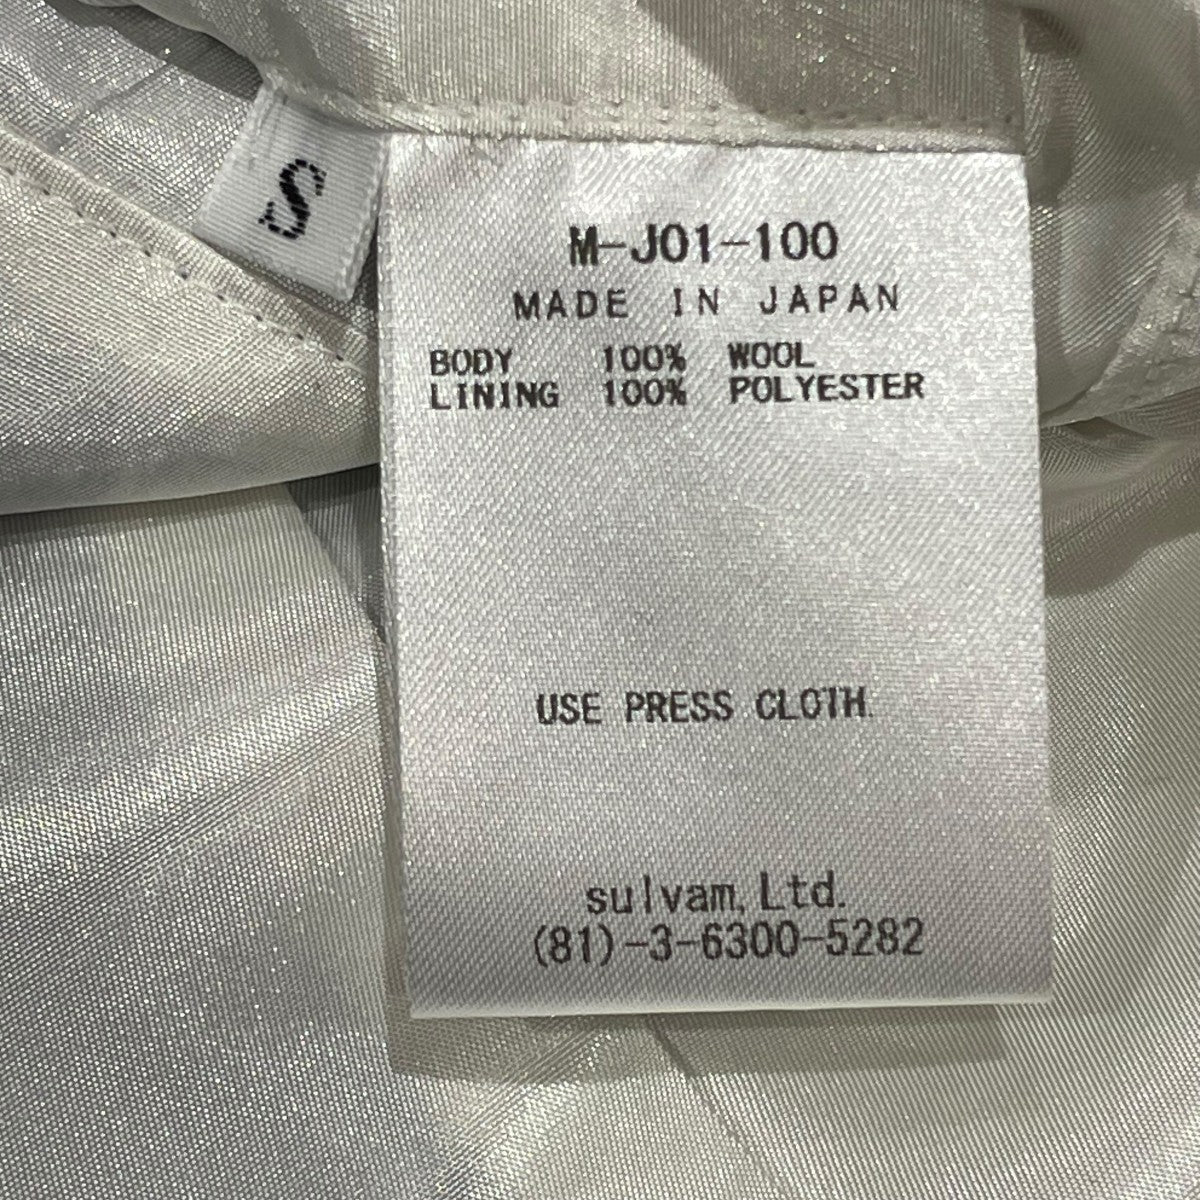 S
M-J01-100
MADE IN JAPAN
BODY 100% WOOL
LINING 100% POLYESTER
USE PRESS CLOTH.
sulvam, Ltd.
(81)-3-6300-5282